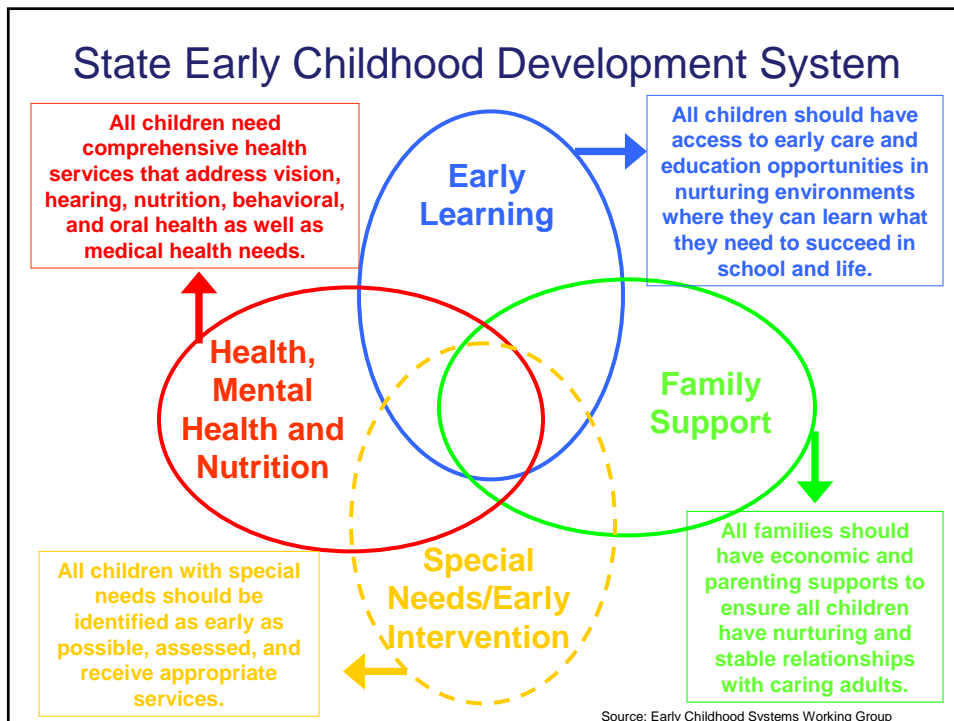 State Early Childhood Development System
All children need
comprehensive health
services that address vision,
hearing, nutrition, behavioral,
and oral health as well as
medical health needs.
All children should have
access to early care and
education opportunities in
nurturing environments
where they can learn what
they need to succeed in
school and life.
Early
Learning
Health,
Mental
Health and
Nutrition
Family
Support
Special
Needs/Early
Intervention
All children with special
needs should be
identified as early as
possible, assessed, and
receive appropriate
services.
All families should
have economic and
parenting supports to
ensure all children
have nurturing and
stable relationships
with caring adults.
Source: Early Childhood Systems Working Group